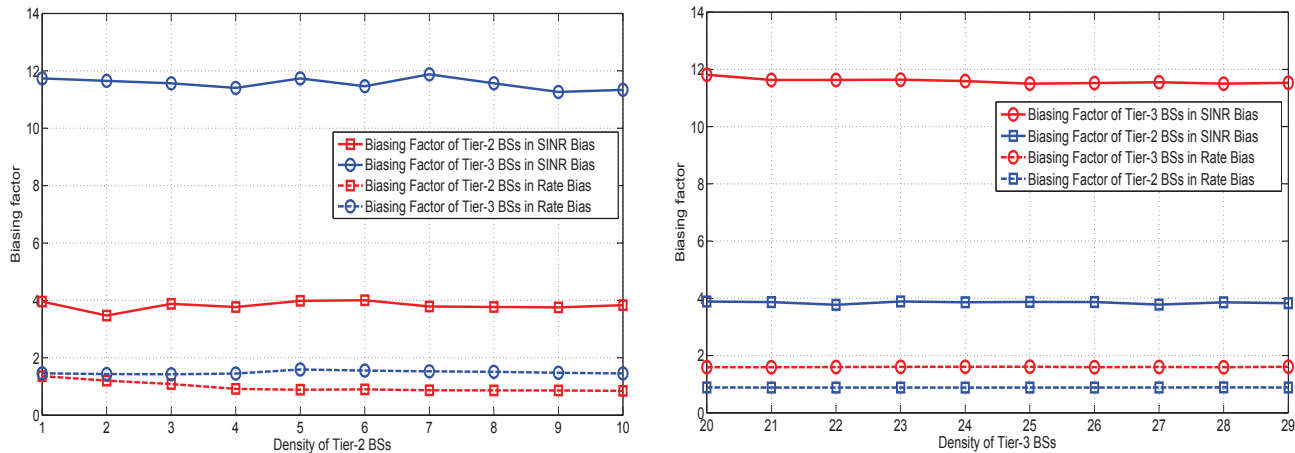 14
12
10
8
6
4
2
0
Biasing factor
Biasing Factor of Tier-2 BSs in SINR Bias
Biasing Factor of Tier-3 BSs in SINR Bias
Biasing Factor of Tier-2 BSs in Rate Bias
Biasing Factor of Tier-3 BSs in Rate Bias
1 2 3 4 5 6 7 8 9 10
Density of Tier-2 BSs
14
12
10
8
6
4
2
0
Biasing factor
Biasing Factor of Tier-3 BSs in SINR Bias
Biasing Factor of Tier-2 BSs in SINR Bias
Biasing Factor of Tier-3 BSs in Rate Bias
Biasing Factor of Tier-2 BSs in Rate Bias
20 21 22 23 24 25 26 27 28 29
Density of Tier-3 BSs